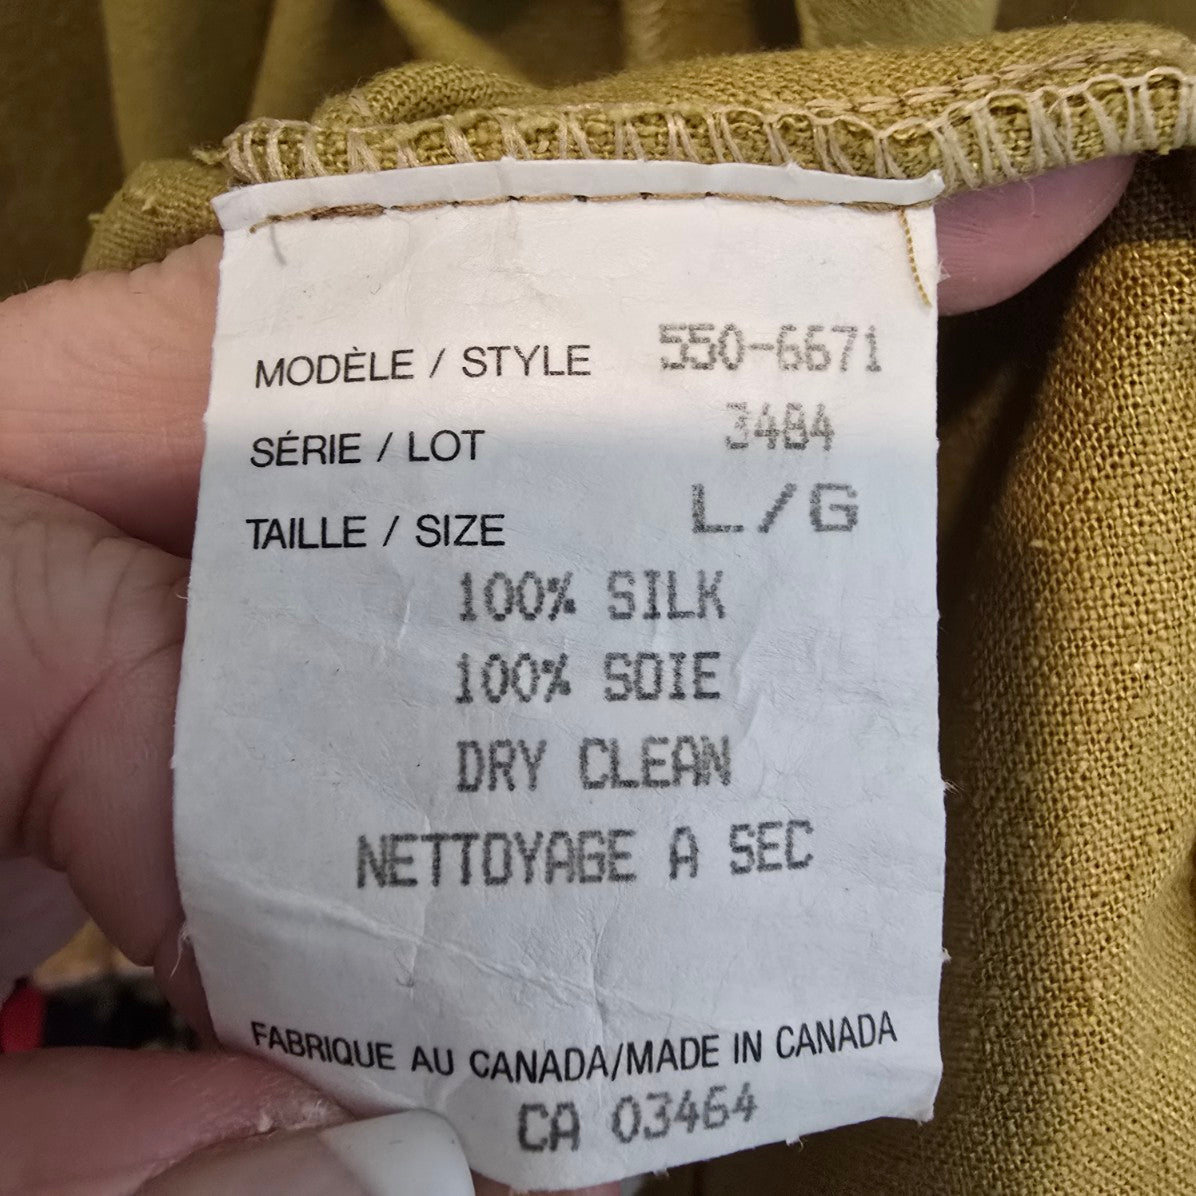 MODÈLE / STYLE 550-6671
SÉRIE / LOT 3484
TAILLE / SIZE L/G
100% SILK
100% SOIE
DRY CLEAN
NETTOYAGE A SEC
FABRIQUE AU CANADA/MADE IN CANADA
CA 03464